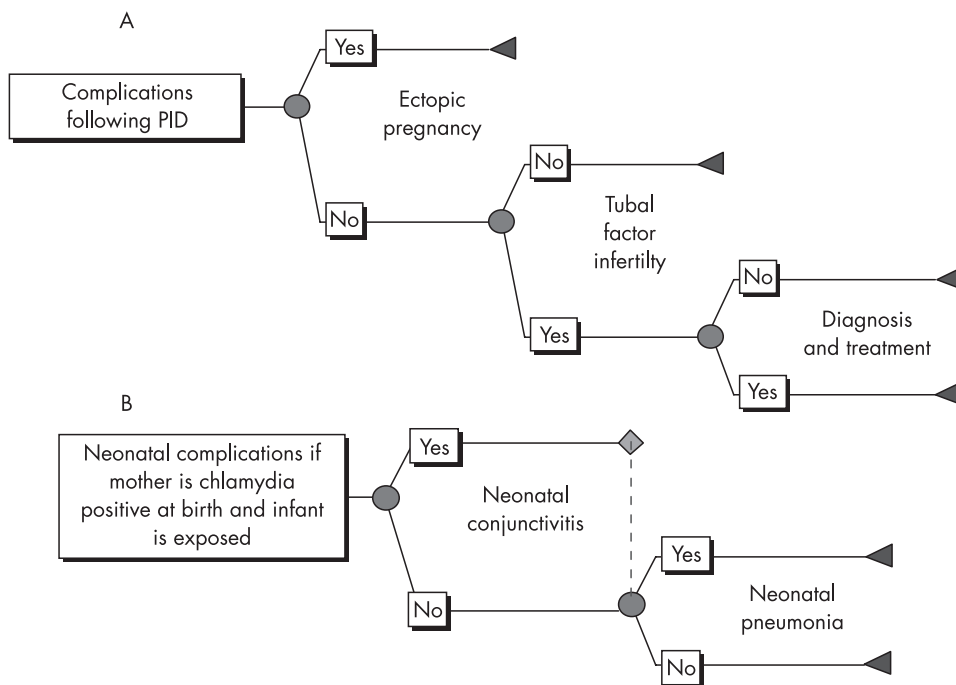 A
Complications
following PID
Yes
Ectopic
pregnancy
No
No
Tubal
factor
infertilty
Yes
No
Diagnosis
and treatment
Yes
B
Neonatal complications if
mother is chlamydia
positive at birth and infant
is exposed
Yes
Neonatal
conjunctivitis
No
Yes
Neonatal
pneumonia
No